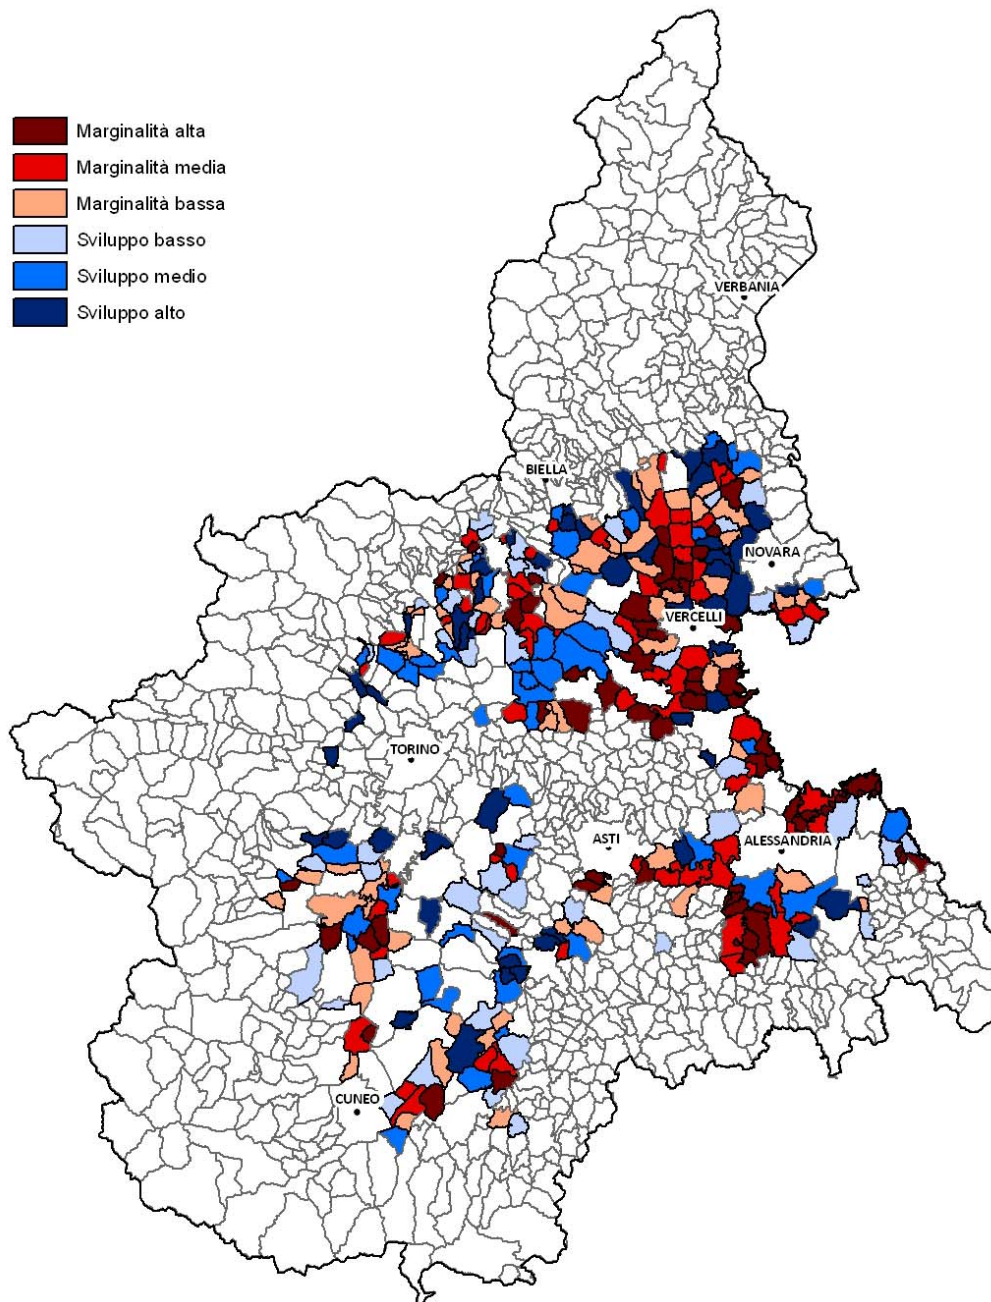 Marginalità alta
Marginalità media
Marginalità bassa
Sviluppo basso
Sviluppo medio
Sviluppo alto
VERBANIA
BIELLA
NOVARA
VERCELLI
TORINO
ASTI
ALESSANDRIA
CUNEO